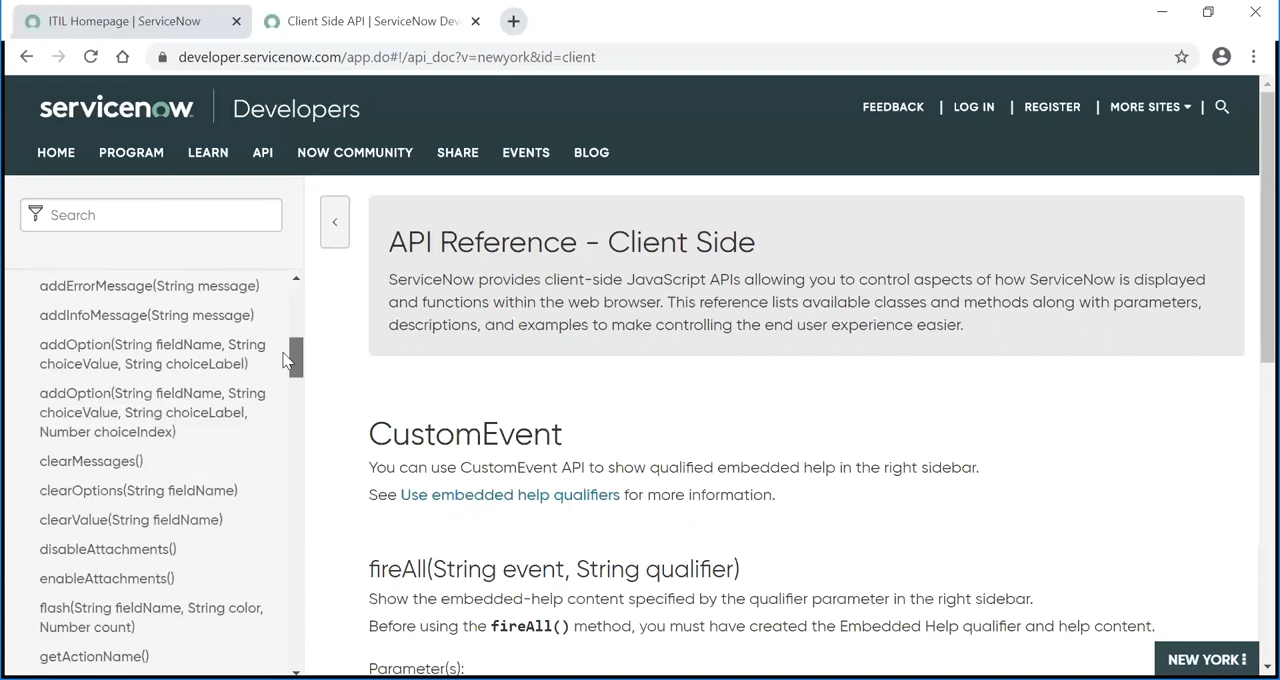 ITIL Homepage | ServiceNow
Client Side API | ServiceNow Dev
developer.servicenow.com/app.do#!/api_doc?v=newyork&id=client
servicenow Developers
FEEDBACK | LOG IN | REGISTER | MORE SITES |
HOME PROGRAM LEARN API NOW COMMUNITY SHARE EVENTS BLOG
Search
addErrorMessage(String message)
addInfoMessage(String message)
addOption(String fieldName, String
choiceValue, String choiceLabel)
addOption(String fieldName, String
choiceValue, String choiceLabel,
Number choiceIndex)
clearMessages()
clearOptions(String fieldName)
clearValue(String fieldName)
disableAttachments()
enableAttachments()
flash(String fieldName, String color,
Number count)
getActionName()
API Reference - Client Side
ServiceNow provides client-side JavaScript APIs allowing you to control aspects of how ServiceNow is displayed
and functions within the web browser. This reference lists available classes and methods along with parameters,
descriptions, and examples to make controlling the end user experience easier.
CustomEvent
You can use CustomEvent API to show qualified embedded help in the right sidebar.
See Use embedded help qualifiers for more information.
fireAll(String event, String qualifier)
Show the embedded-help content specified by the qualifier parameter in the right sidebar.
Before using the fireAll() method, you must have created the Embedded Help qualifier and help content.
Parameter(s):
NEW YORK